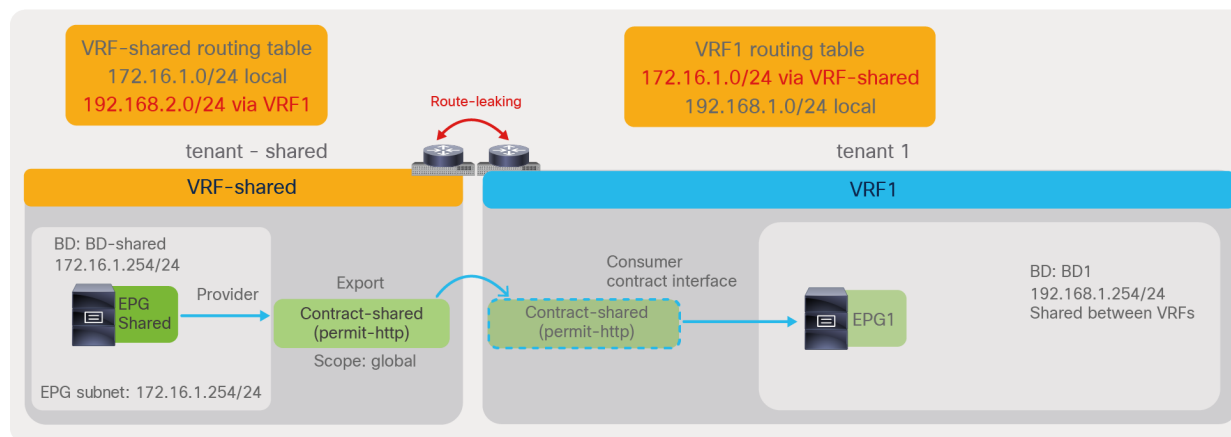 VRF-shared routing table
172.16.1.0/24 local
192.168.2.0/24 via VRF1
Route-leaking
VRF1 routing table
172.16.1.0/24 via VRF-shared
192.168.1.0/24 local
tenant - shared
tenant 1
VRF-shared
VRF1
BD: BD-shared
172.16.1.254/24
EPG
Shared
Provider
Export
Contract-shared
(permit-http)
Scope: global
EPG subnet: 172.16.1.254/24
Consumer
contract interface
Contract-shared
(permit-http)
EPG1
BD: BD1
192.168.1.254/24
Shared between VRFs